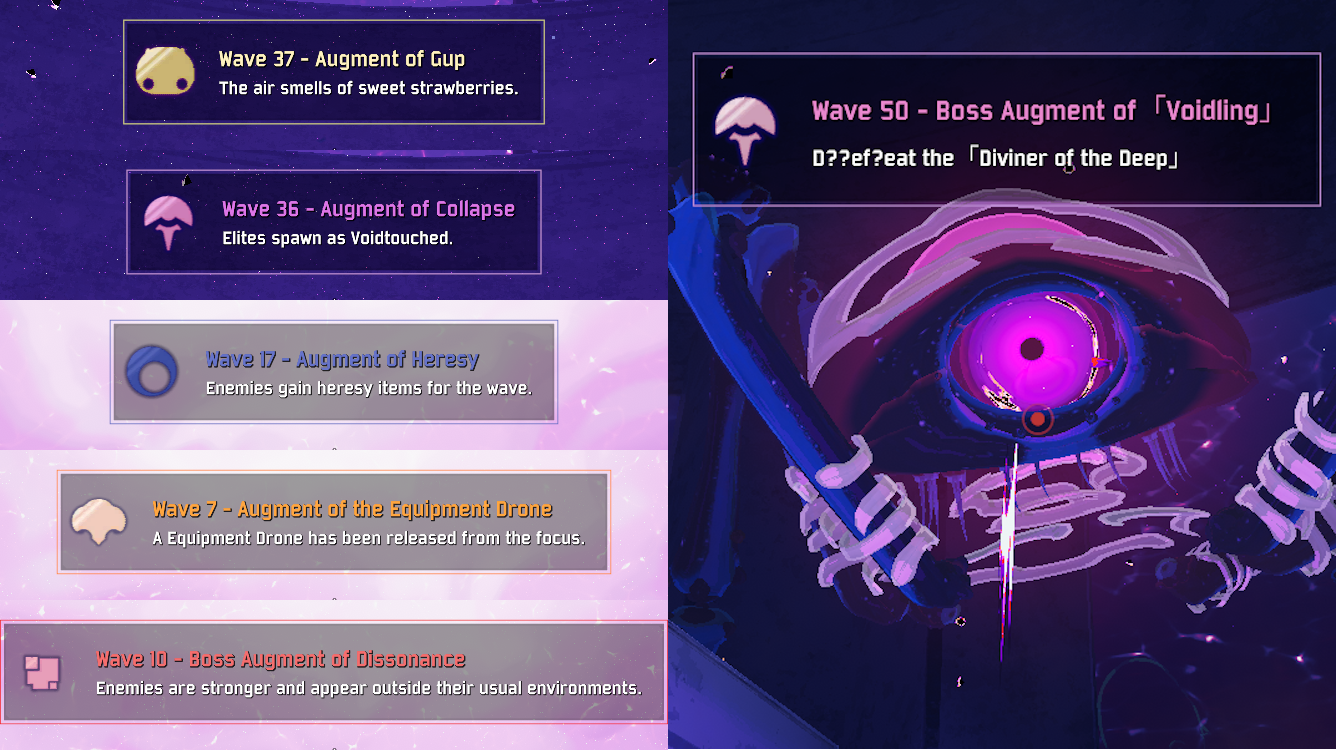 Wave 37 - Augment of Gup
The air smells of sweet strawberries.
Wave 36 - Augment of Collapse
Elites spawn as Voidtouched.
Wave 17 - Augment of Heresy
Enemies gain heresy items for the wave.
Wave 7 - Augment of the Equipment Drone
A Equipment Drone has been released from the focus.
Wave 10 - Boss Augment of Dissonance
Enemies are stronger and appear outside their usual environments.
Wave 50 - Boss Augment of「Voidling」
D??ef?eat the「Diviner of the Deep」